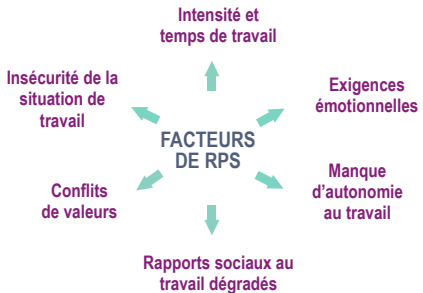 Intensité et
temps de travail
Insécurité de la
situation de
travail
Exigences
émotionnelles
FACTEURS
DE RPS
Conflits
de valeurs
Manque
d'autonomie
au travail
Rapports sociaux au
travail dégradés